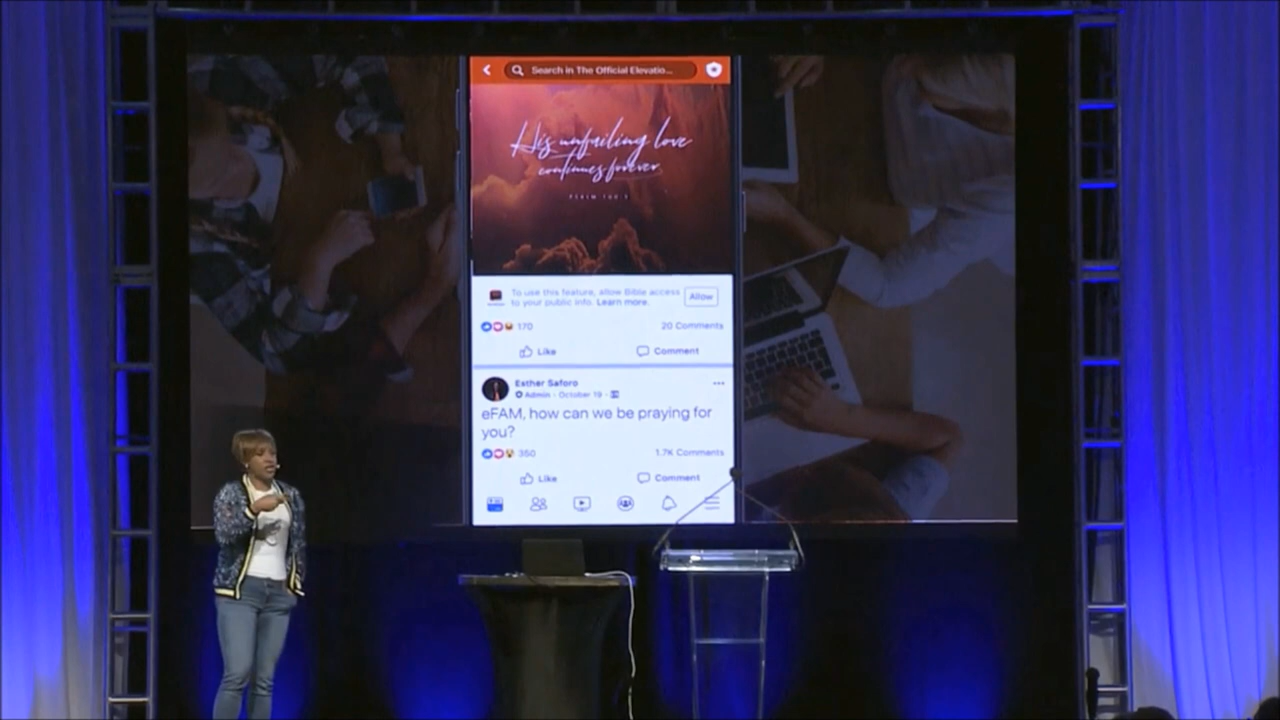 Search in The Official Elevatio...
His unfailing love
continues forever
To use this feature, allow Bible access
to your public info. Learn more.
Allow
170
20 Comments
Like
Comment
Esther Saforo
Admin · October 19 ·
eFAM, how can we be praying for
you?
350
1.7K Comments
Like
Comment